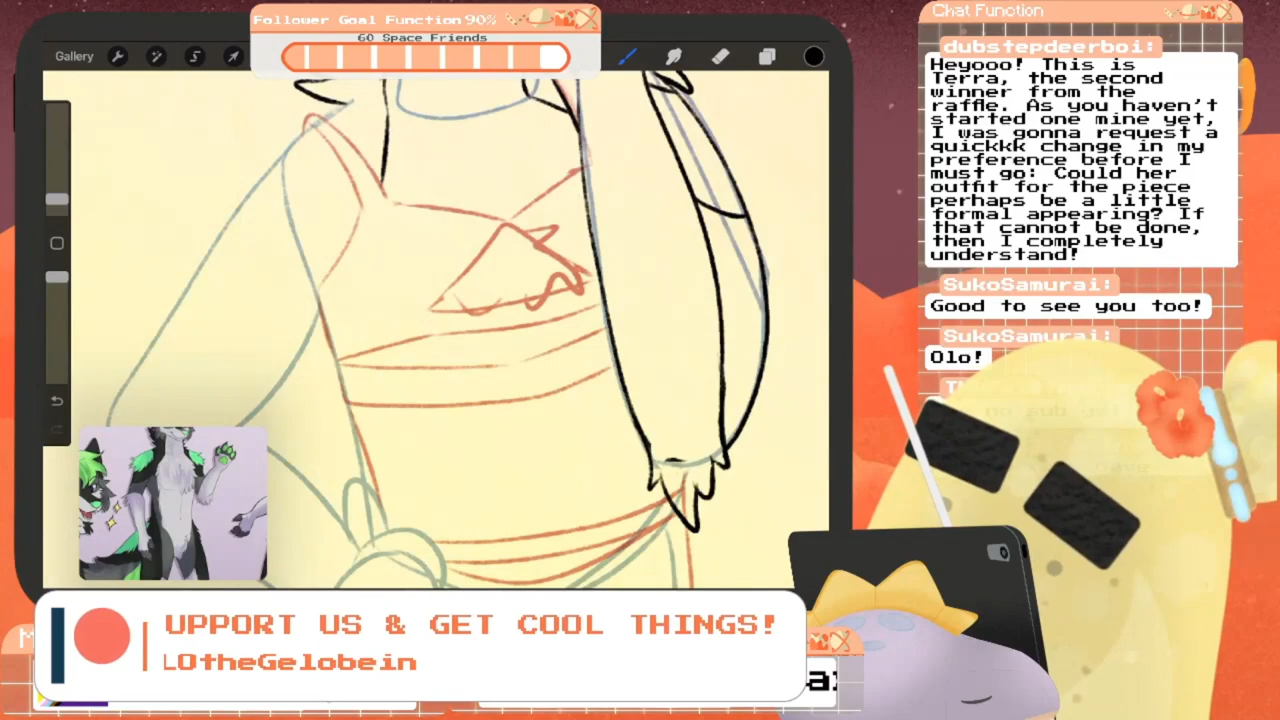 Follower Goal Function 90%
60 Space Friends
Gallery
Chat Function
dubstepdeerboi:
Heyooo! This is
Terra, the second
winner from the
raffle. As you haven't
started one mine yet,
I was gonna request a
quickkk change in my
preference before I
must go: Could her
outfit for the piece
perhaps be a little
formal appearing? If
that cannot be done,
then I completely
understand!
SukoSamurai:
Good to see you too!
SukoSamurai:
Olo!
UPPORT US & GET COOL THINGS!
LOtheGelobein